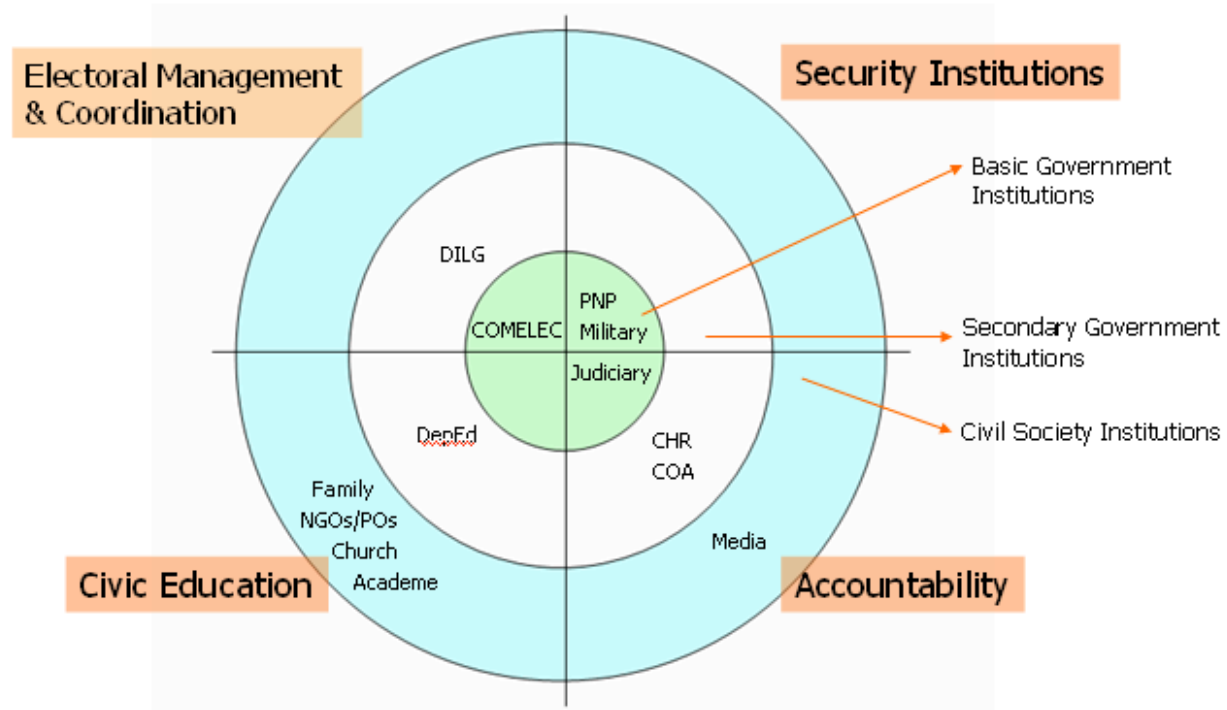 Electoral Management
& Coordination
Security Institutions
Basic Government
Institutions
DILG
PNP
COMELEC
Military
Secondary Government
Institutions
Judiciary
DepEd
CHR
COA
Civil Society Institutions
Family
NGOs/POs
Church
Academe
Media
Civic Education
Accountability